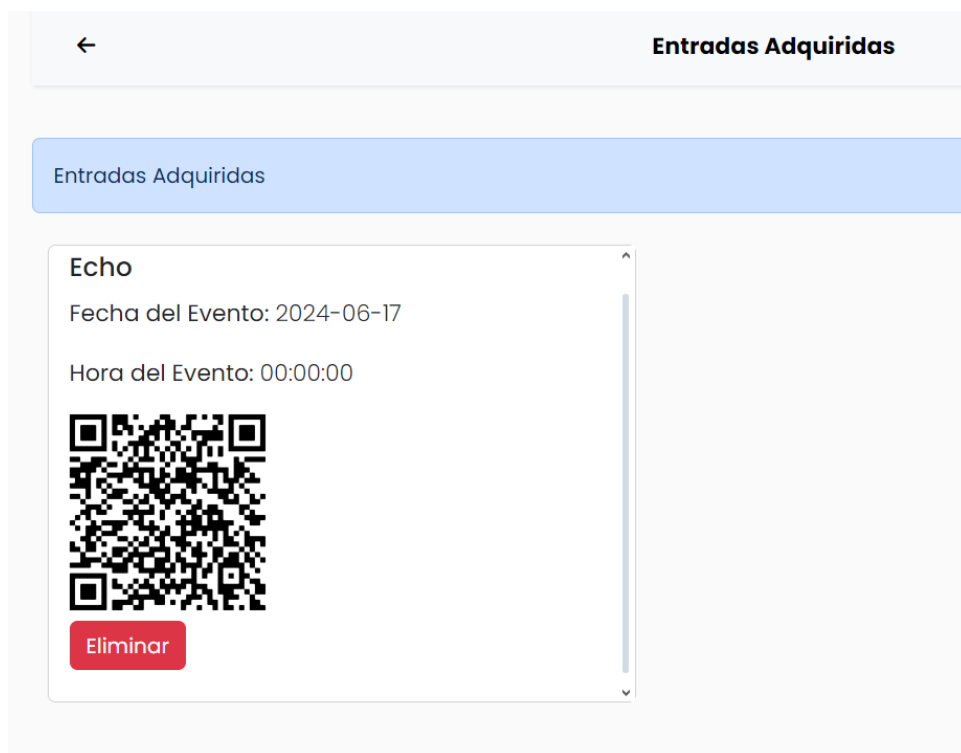 Entradas Adquiridas
Entradas Adquiridas
Echo
Fecha del Evento: 2024-06-17
Hora del Evento: 00:00:00
Eliminar